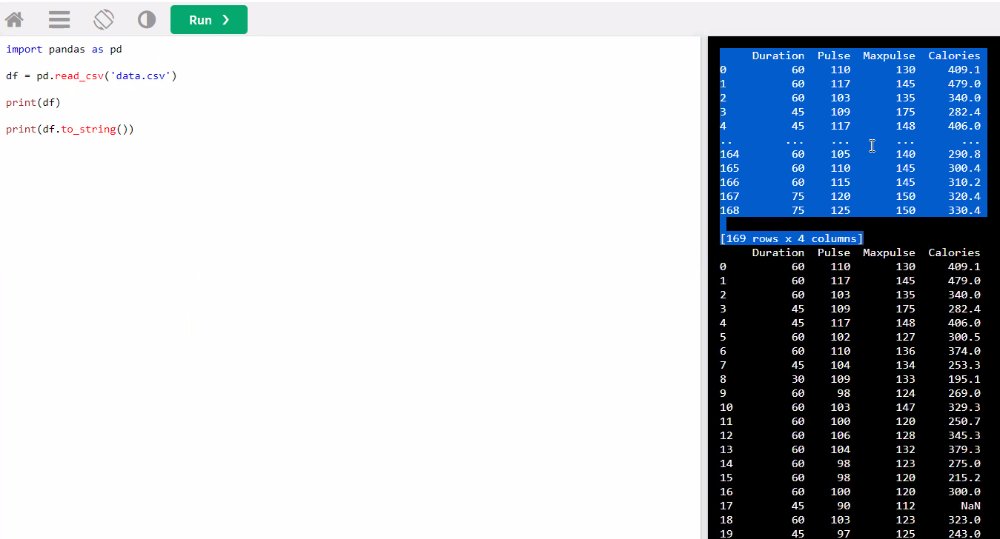 Run ❯
import pandas as pd
df = pd.read_csv('data.csv')
print(df)
print(df.to_string())
Duration Pulse Maxpulse Calories
0 60 110 130 409.1
1 60 117 145 479.0
2 60 103 135 340.0
3 45 109 175 282.4
4 45 117 148 406.0
.. ... ... ... ...
164 60 105 140 290.8
165 60 110 145 300.4
166 60 115 145 310.2
167 75 120 150 320.4
168 75 125 150 330.4
[169 rows x 4 columns]
Duration Pulse Maxpulse Calories
0 60 110 130 409.1
1 60 117 145 479.0
2 60 103 135 340.0
3 45 109 175 282.4
4 45 117 148 406.0
5 60 102 127 300.5
6 60 110 136 374.0
7 45 104 134 253.3
8 30 109 133 195.1
9 60 98 124 269.0
10 60 103 147 329.3
11 60 100 120 250.7
12 60 106 128 345.3
13 60 104 132 379.3
14 60 98 123 275.0
15 60 98 120 215.2
16 60 100 120 300.0
17 45 90 112 NaN
18 60 103 123 323.0
19 45 97 125 243.0